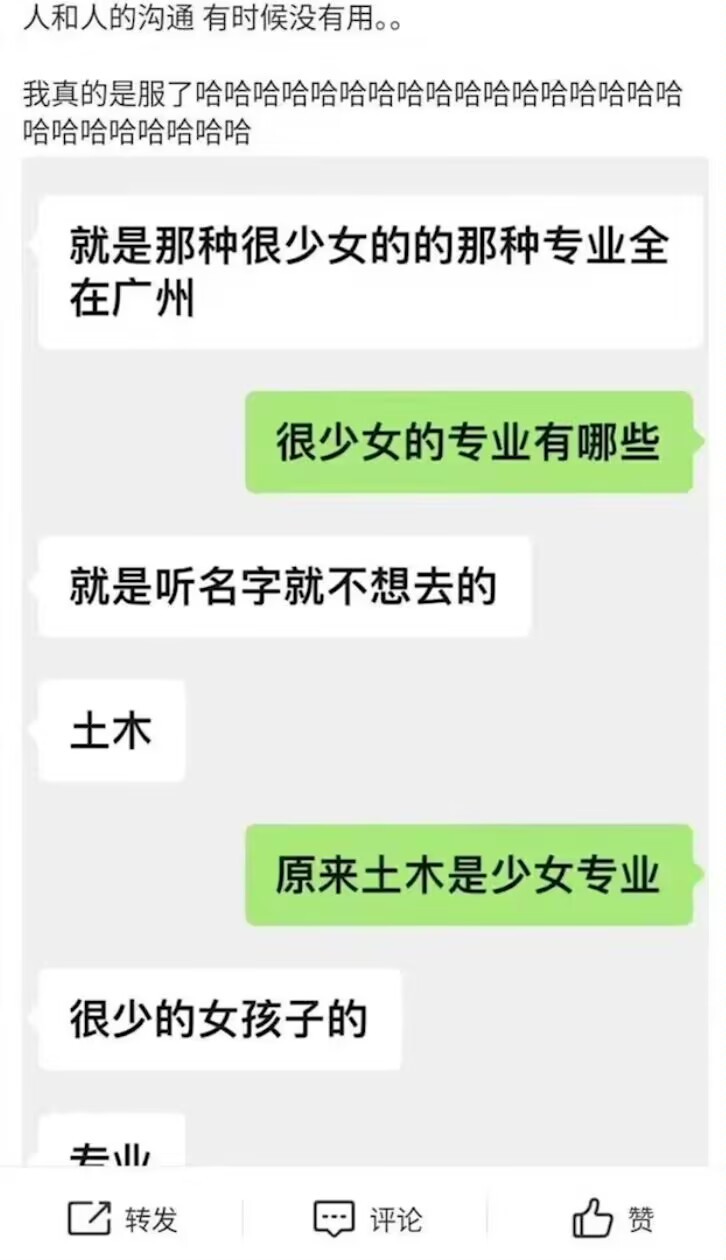 人和人的沟通 有时候没有用。。
我真的是服了哈哈哈哈哈哈哈哈哈哈哈哈哈哈哈哈哈
哈哈哈哈哈哈哈哈
就是那种很少女的的那种专业全
在广州
很少女的专业有哪些
就是听名字就不想去的
土木
原来土木是少女专业
很少的女孩子的
专业
转发
评论
赞